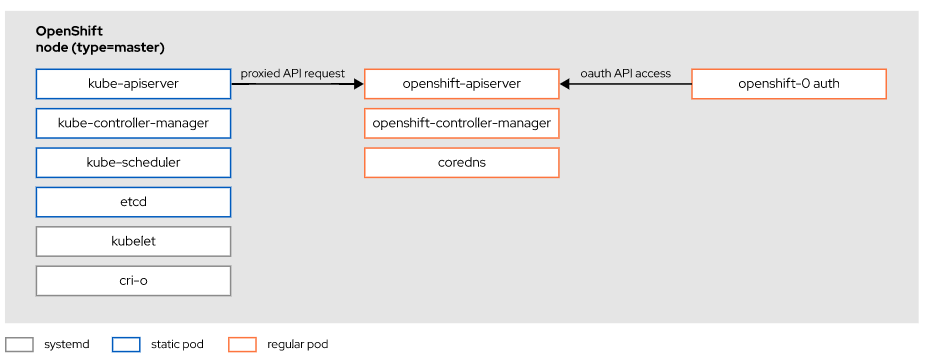 OpenShift
node (type=master)
kube-apiserver
proxied API request
openshift-apiserver
oauth API access
openshift-0 auth
kube-controller-manager
openshift-controller-manager
kube-scheduler
coredns
etcd
kubelet
cri-o
systemd
static pod
regular pod